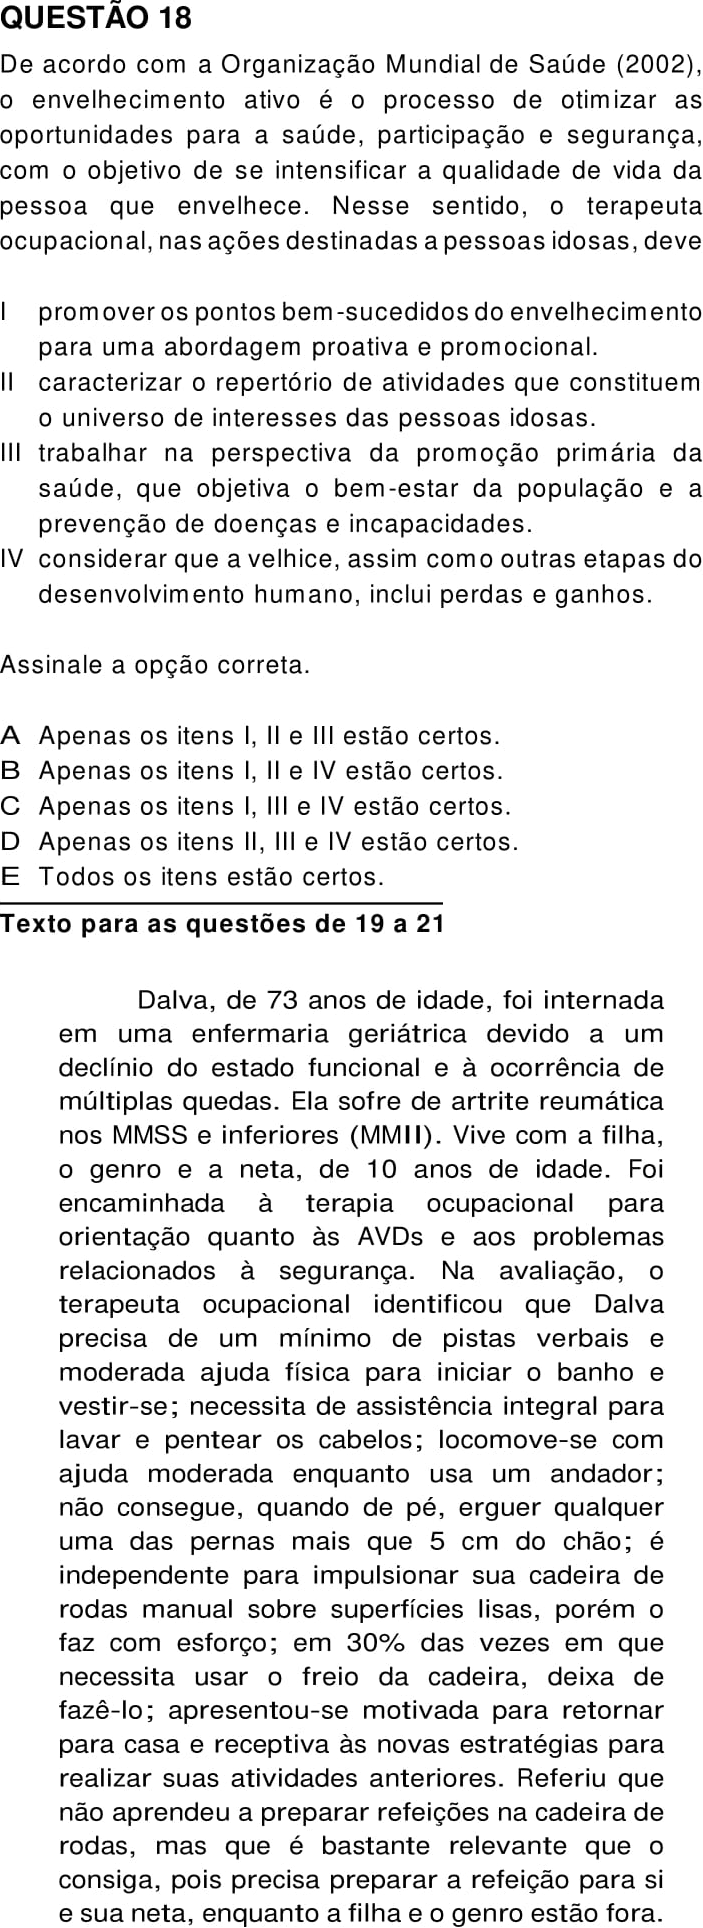 QUESTÃO 18
De acordo com a Organização Mundial de Saúde (2002),
o envelhecimento ativo é o processo de otimizar as
oportunidades para a saúde, participação e segurança,
com o objetivo de se intensificar a qualidade de vida da
pessoa que envelhece. Nesse sentido, o terapeuta
ocupacional, nas ações destinadas a pessoas idosas, deve
I promover os pontos bem-sucedidos do envelhecimento
para uma abordagem proativa e promocional.
II caracterizar o repertório de atividades que constituem
o universo de interesses das pessoas idosas.
III trabalhar na perspectiva da promoção primária da
saúde, que objetiva o bem-estar da população e a
prevenção de doenças e incapacidades.
IV considerar que a velhice, assim como outras etapas do
desenvolvimento humano, inclui perdas e ganhos.
Assinale a opção correta.
A Apenas os itens I, II e III estão certos.
B Apenas os itens I, II e IV estão certos.
C Apenas os itens I, III e IV estão certos.
D Apenas os itens II, III e IV estão certos.
E Todos os itens estão certos.
Texto para as questões de 19 a 21
Dalva, de 73 anos de idade, foi internada
em uma enfermaria geriátrica devido a um
declínio do estado funcional e à ocorrência de
múltiplas quedas. Ela sofre de artrite reumática
nos MMSS e inferiores (MMII). Vive com a filha,
o genro e a neta, de 10 anos de idade. Foi
encaminhada à terapia ocupacional para
orientação quanto às AVDs e aos problemas
relacionados à segurança. Na avaliação, o
terapeuta ocupacional identificou que Dalva
precisa de um mínimo de pistas verbais e
moderada ajuda física para iniciar o banho e
vestir-se; necessita de assistência integral para
lavar e pentear os cabelos; locomove-se com
ajuda moderada enquanto usa um andador;
não consegue, quando de pé, erguer qualquer
uma das pernas mais que 5 cm do chão; é
independente para impulsionar sua cadeira de
rodas manual sobre superfícies lisas, porém o
faz com esforço; em 30% das vezes em que
necessita usar o freio da cadeira, deixa de
fazê-lo; apresentou-se motivada para retornar
para casa e receptiva às novas estratégias para
realizar suas atividades anteriores. Referiu que
não aprendeu a preparar refeições na cadeira de
rodas, mas que é bastante relevante que o
consiga, pois precisa preparar a refeição para si
e sua neta, enquanto a filha e o genro estão fora.